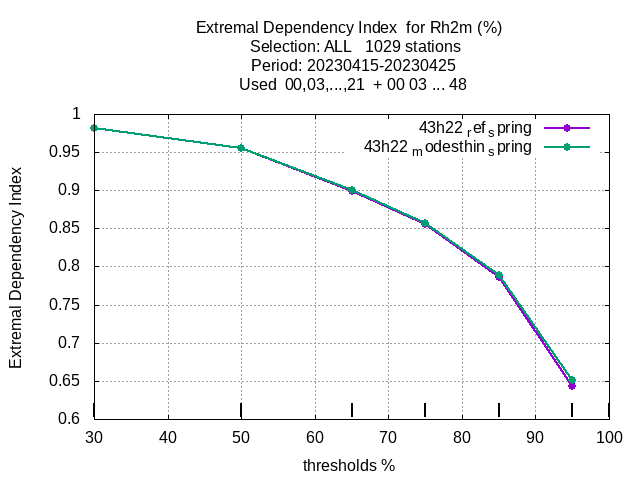 Extremal Dependency Index  for Rh2m (%)
Selection: ALL   1029 stations
Period: 20230415-20230425
Used  00,03,...,21  + 00 03 ... 48
43h22 ref spring
43h22 modesthin spring
Extremal Dependency Index
1
0.95
0.9
0.85
0.8
0.75
0.7
0.65
0.6
30 40 50 60 70 80 90 100
thresholds %